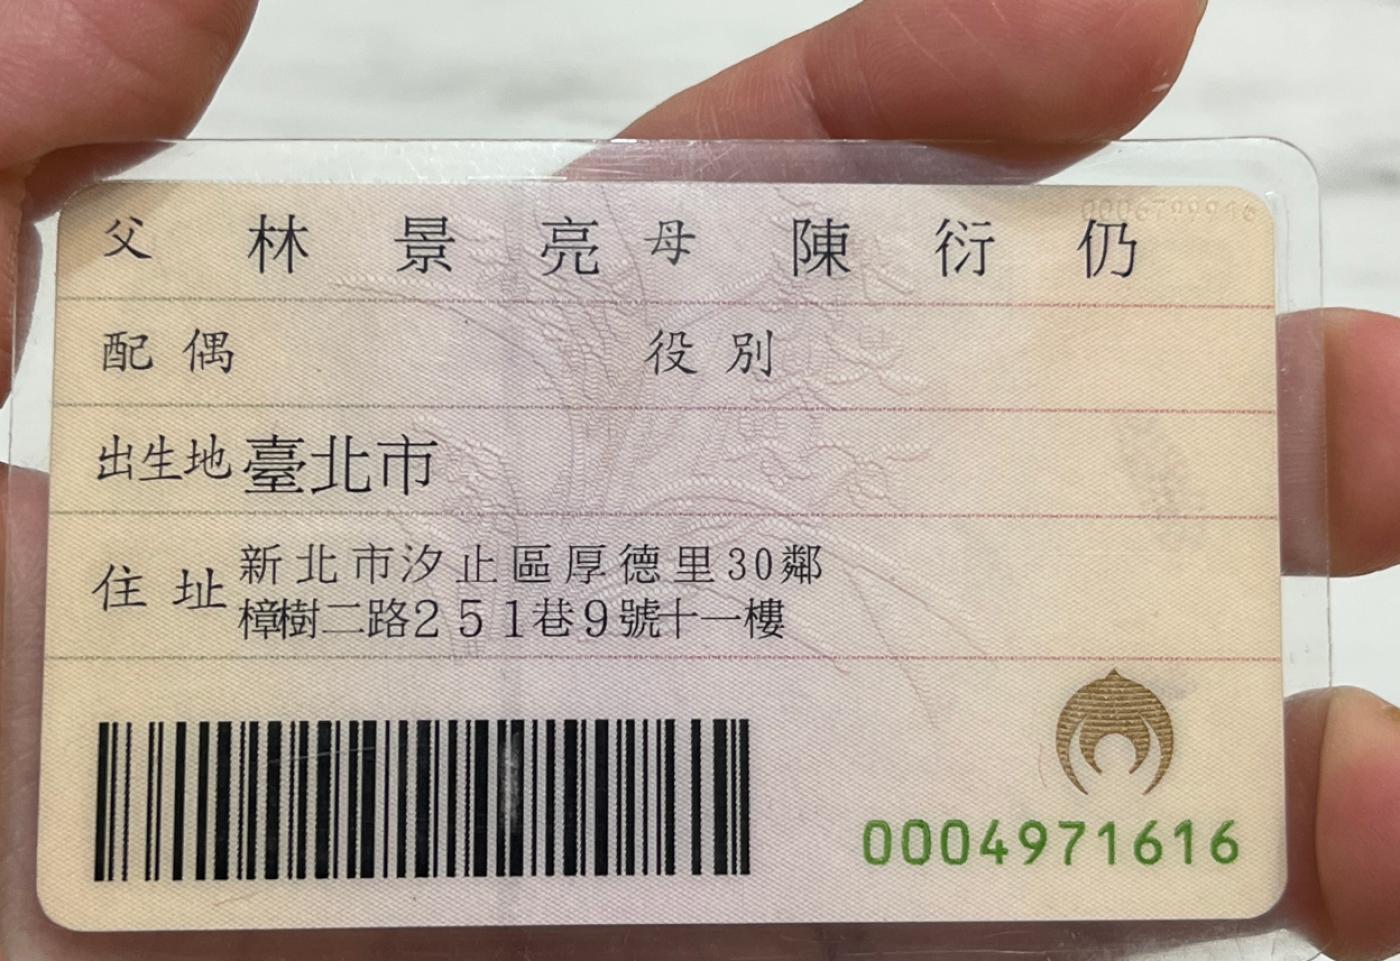 父 林景亮 母 陳衍仍
配偶 役別
出生地 臺北市
住址 新北市汐止區厚德里30鄰
樟樹二路251巷9號十一樓
0004971616